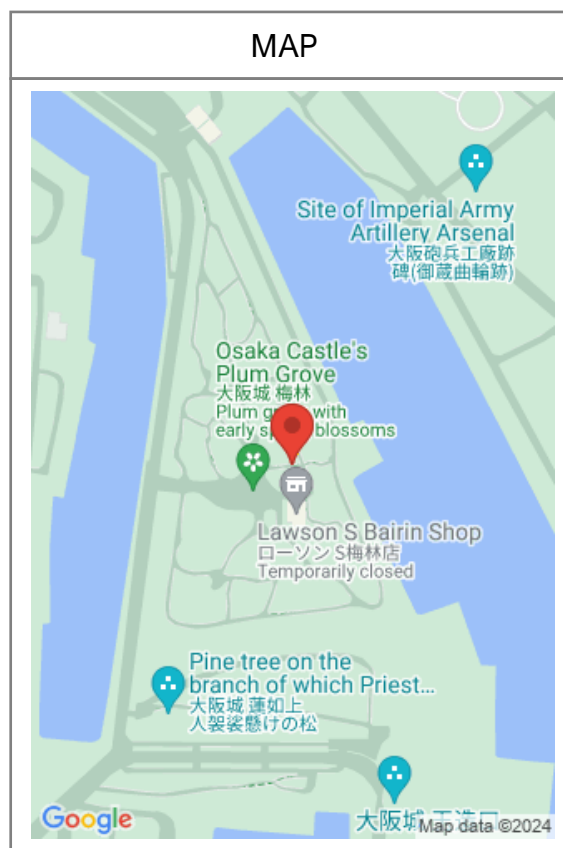 MAP
Site of Imperial Army
Artillery Arsenal
大阪砲兵工廠跡
碑(御蔵曲輪跡)
Osaka Castle's
Plum Grove
大阪城 梅林
Plum with
early blossoms
Lawson S Bairin Shop
ローソン S梅林店
Temporarily closed
Pine tree on the
branch of which Priest...
大阪城 蓮如上
人袈裟懸けの松
大阪城
Google
Map data ©2024